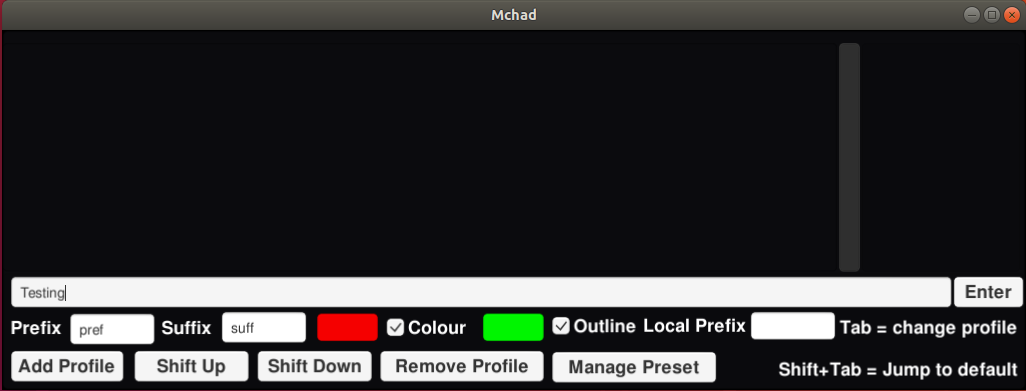 Mchad
Testing
Enter
Prefix pref Suffix suff Colour Outline Local Prefix Tab = change profile
Add Profile Shift Up Shift Down Remove Profile Manage Preset Shift+Tab = Jump to default